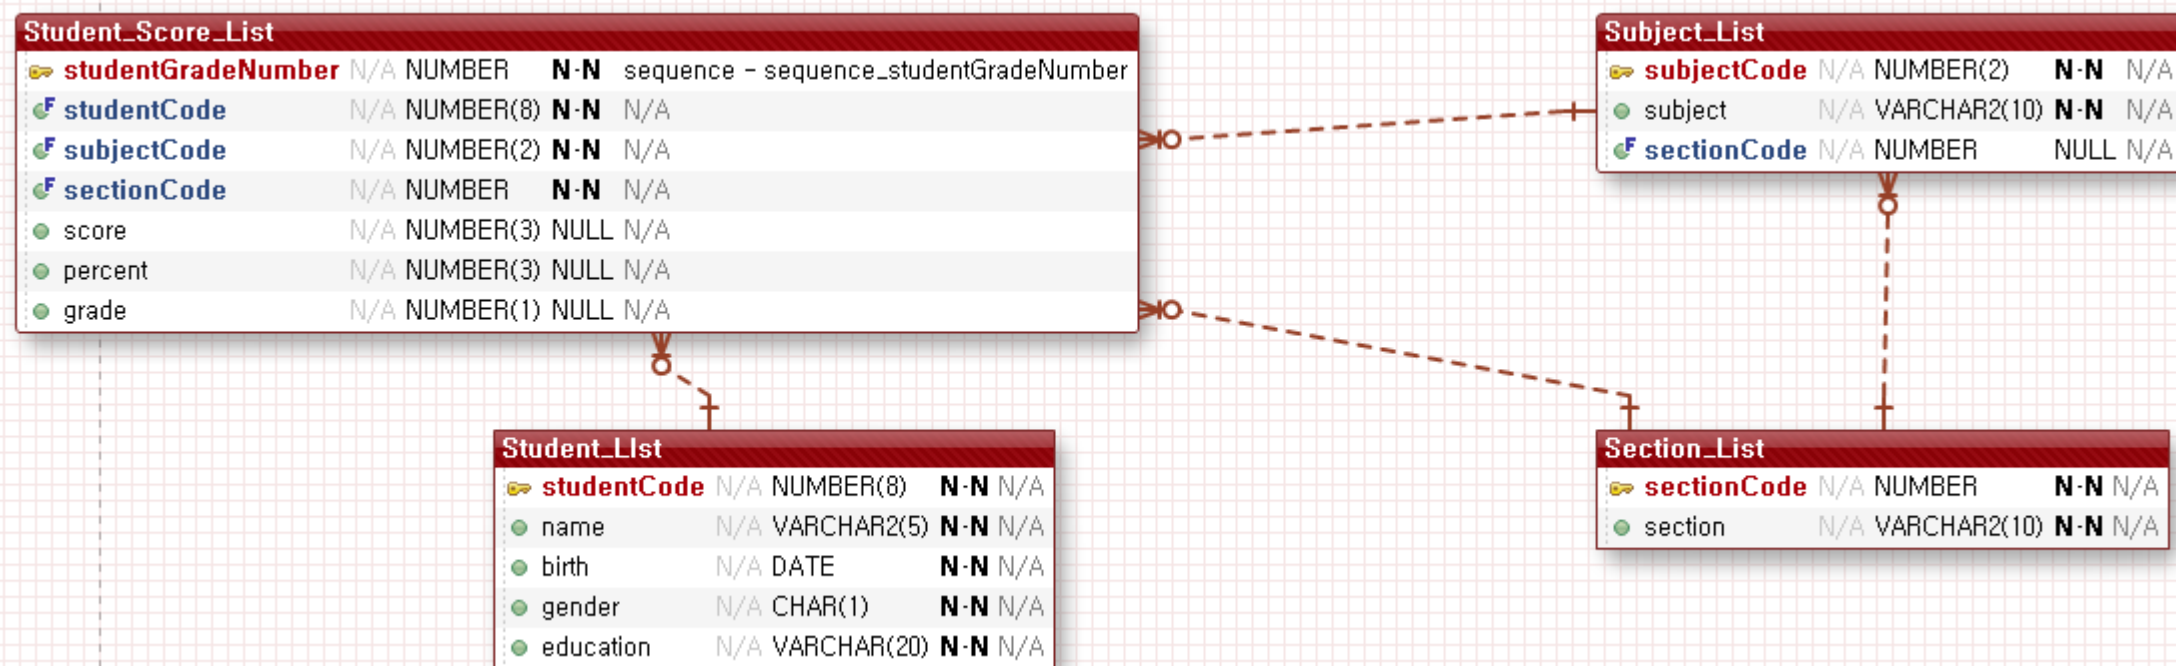 Student_Score_List
studentGradeNumber N/A NUMBER N-N sequence - sequence_studentGradeNumber
studentCode N/A NUMBER(8) N-N N/A
subjectCode N/A NUMBER(2) N-N N/A
sectionCode N/A NUMBER N-N N/A
score N/A NUMBER(3) NULL N/A
percent N/A NUMBER(3) NULL N/A
grade N/A NUMBER(1) NULL N/A
Subject_List
subjectCode N/A NUMBER(2) N-N N/A
subject N/A VARCHAR2(10) N-N N/A
sectionCode N/A NUMBER NULL N/A
Student_LIst
studentCode N/A NUMBER(8) N-N N/A
name N/A VARCHAR2(5) N-N N/A
birth N/A DATE N-N N/A
gender N/A CHAR(1) N-N N/A
education N/A VARCHAR(20) N-N N/A
Section_List
sectionCode N/A NUMBER N-N N/A
section N/A VARCHAR2(10) N-N N/A